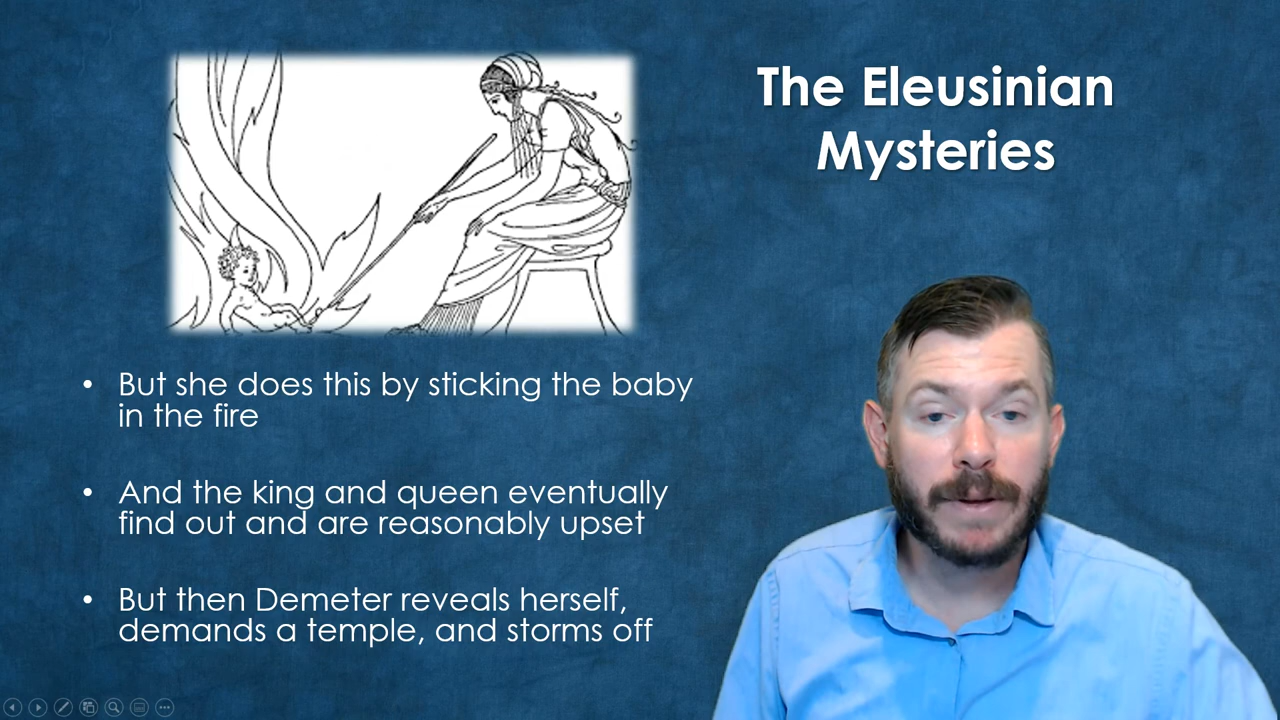 The Eleusinian
Mysteries
• But she does this by sticking the baby
in the fire
• And the king and queen eventually
find out and are reasonably upset
• But then Demeter reveals herself,
demands a temple, and storms off